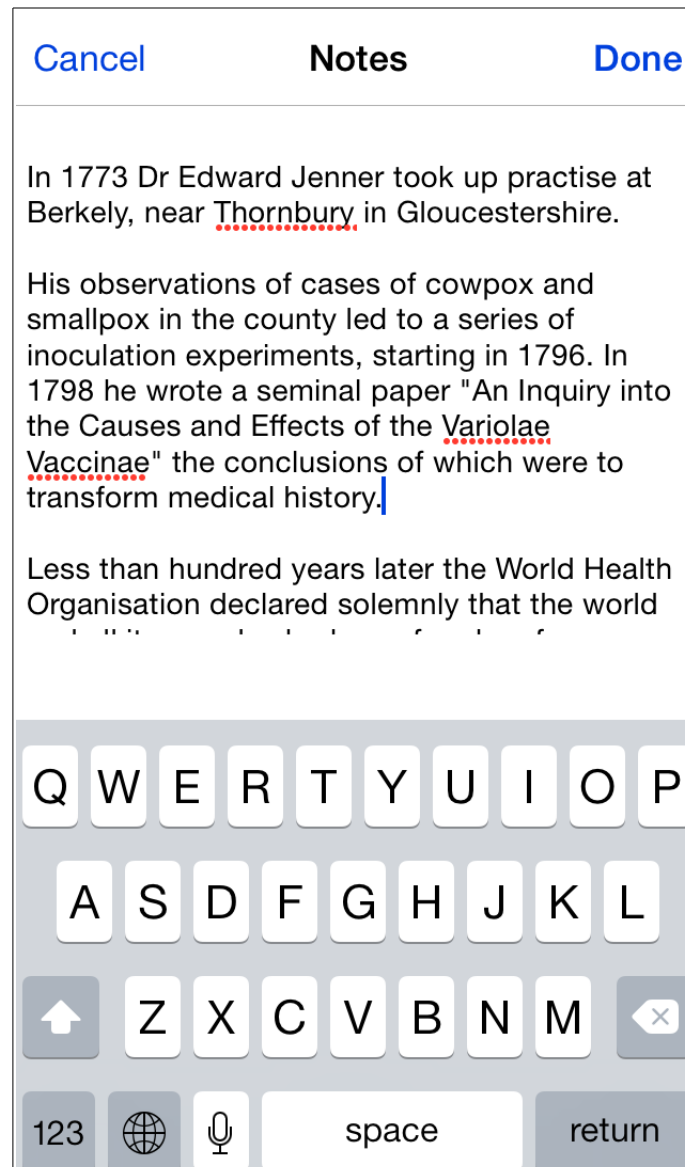 Cancel Notes Done
In 1773 Dr Edward Jenner took up practise at
Berkely, near Thornbury in Gloucestershire.
His observations of cases of cowpox and
smallpox in the county led to a series of
inoculation experiments, starting in 1796. In
1798 he wrote a seminal paper "An Inquiry into
the Causes and Effects of the Variolae
Vaccinae" the conclusions of which were to
transform medical history.
Less than hundred years later the World Health
Organisation declared solemnly that the world
Q W E R T Y U I O P
A S D F G H J K L
Z X C V B N M
123 space return